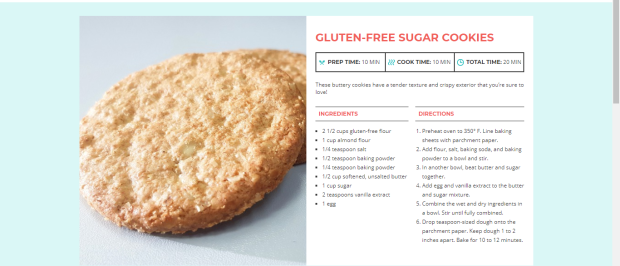 GLUTEN-FREE SUGAR COOKIES
PREP TIME: 10 MIN
COOK TIME: 10 MIN
TOTAL TIME: 20 MIN
These buttery cookies have a tender texture and crispy exterior that you're sure to
love!
INGREDIENTS
2 1/2 cups gluten-free flour
1 cup almond flour
1/4 teaspoon salt
1/2 teaspoon baking powder
1/4 teaspoon baking powder
1/2 cup softened, unsalted butter
1 cup sugar
2 teaspoons vanilla extract
1 egg
DIRECTIONS
1. Preheat oven to 350° F. Line baking
sheets with parchment paper.
2. Add flour, salt, baking soda, and baking
powder to a bowl and stir.
3. In another bowl, beat butter and sugar
together.
4. Add egg and vanilla extract to the butter
and sugar mixture.
5. Combine the wet and dry ingredients in
a bowl. Stir until fully combined.
6. Drop teaspoon-sized dough onto the
parchment paper. Keep dough 1 to 2
inches apart. Bake for 10 to 12 minutes.